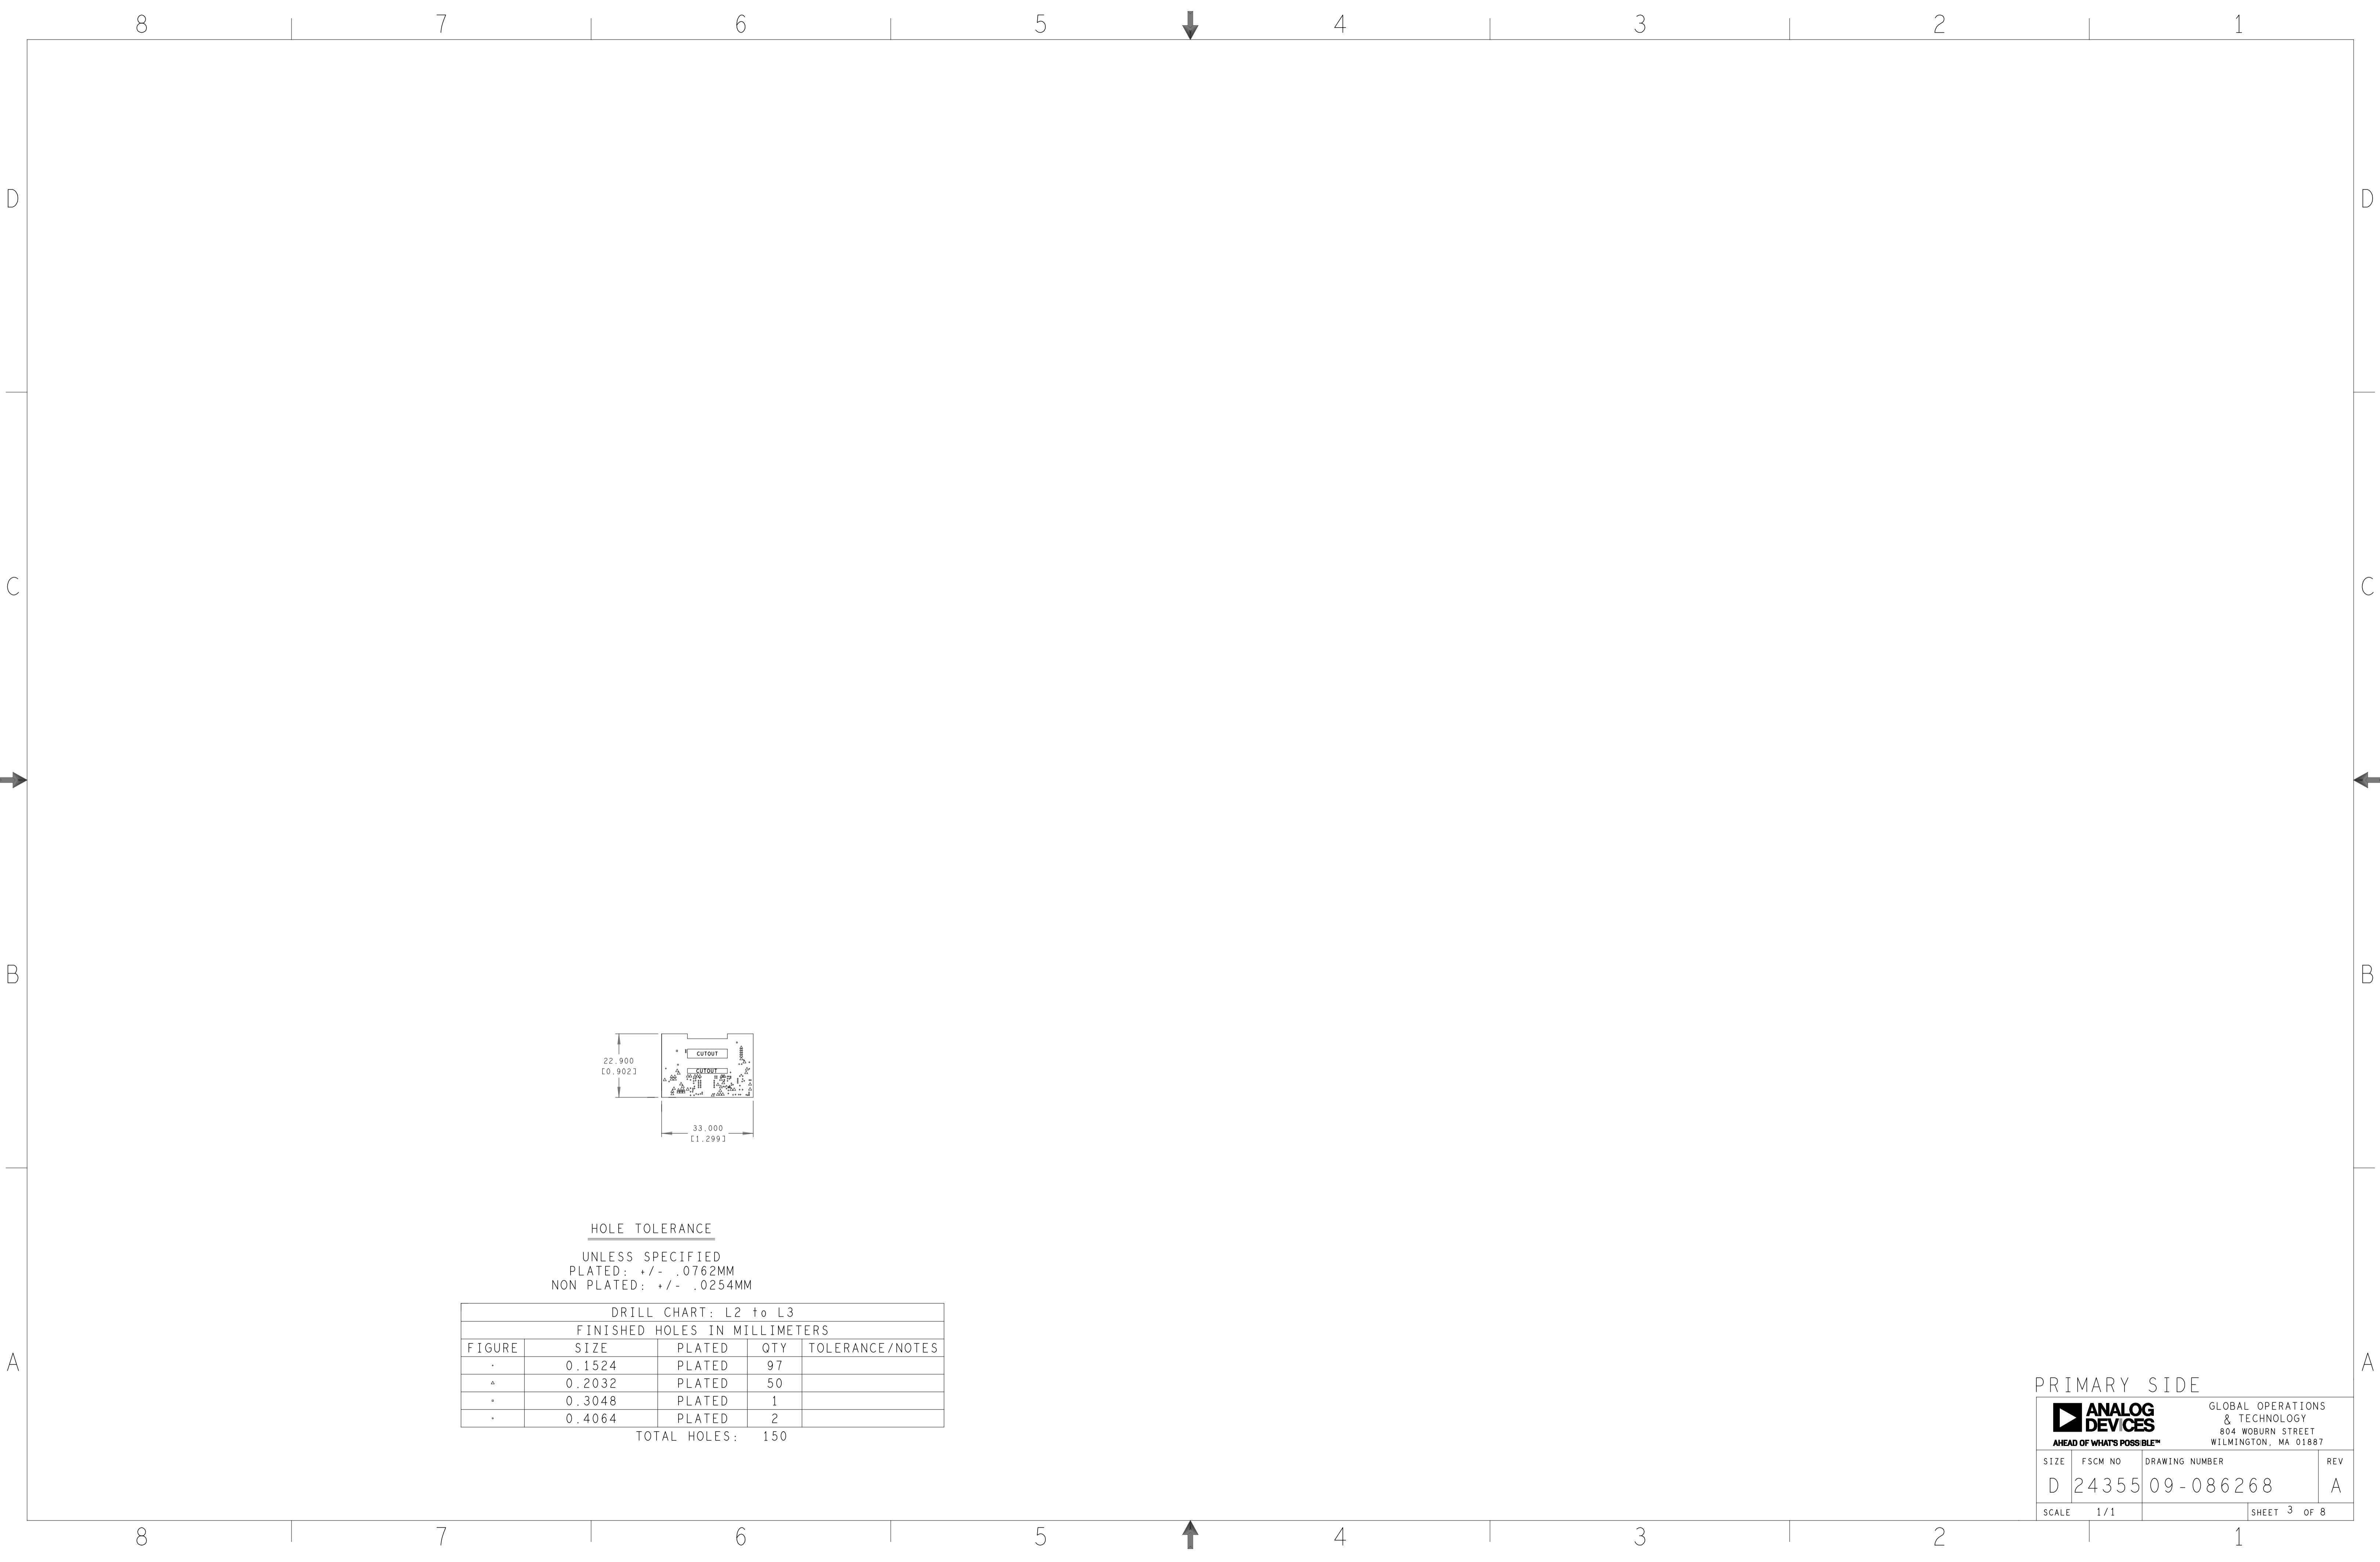 8 7 6 5 4 3 2 1
D D
C C
B B
22.900
[0.902]
CUTOUT
CUTOUT
33.000
[1.299]
HOLE TOLERANCE
UNLESS SPECIFIED
PLATED: +/- .0762MM
NON PLATED: +/- .0254MM
DRILL CHART: L2 to L3
FINISHED HOLES IN MILLIMETERS
FIGURE SIZE PLATED QTY TOLERANCE/NOTES
0.1524 PLATED 97
0.2032 PLATED 50
0.3048 PLATED 1
0.4064 PLATED 2
TOTAL HOLES: 150
A A
PRIMARY SIDE
ANALOG
DEVICES
AHEAD OF WHAT'S POSSIBLE™
GLOBAL OPERATIONS
& TECHNOLOGY
804 WOBURN STREET
WILMINGTON, MA 01887
SIZE FSCM NO DRAWING NUMBER REV
D 24355 09-086268 A
SCALE 1/1 SHEET 3 OF 8
8 7 6 5 4 3 2 1